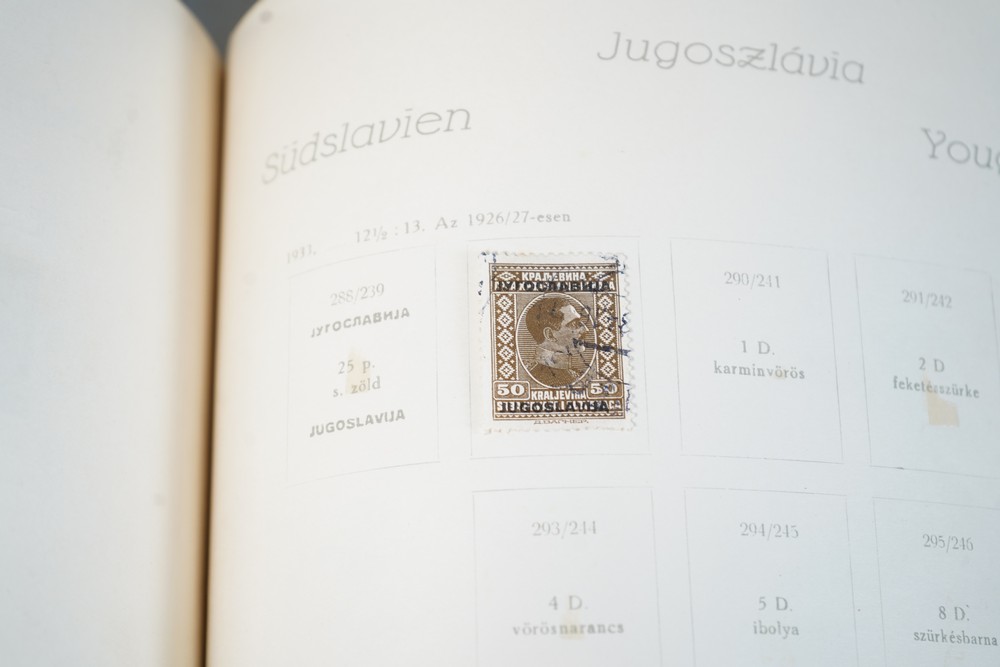 Jugoszlávia
Südslavien
Youg
1933. — 12½ : 13. Az 1926/27-esen
288/239
ЈУГОСЛАВИЈА
25 p.
s. zöld
JUGOSLAVIJA
КРАЉЕВИНА
ЈУГОСЛАВИЈА
50 50
KRALJEVINA
JUGOSLAVIJA
290/241
1 D.
karminvörös
291/242
2 D
feketésszürke
293/244
4 D.
vörösnarancs
294/245
5 D.
ibolya
295/246
8 D.
szürkésbarna